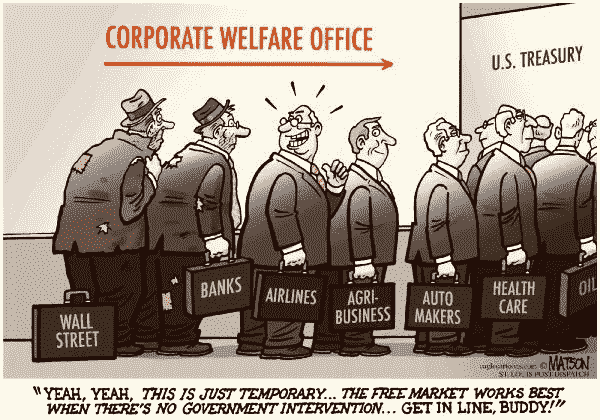 CORPORATE WELFARE OFFICE
U.S. TREASURY
WALL
STREET
BANKS
AIRLINES
AGRI-
BUSINESS
AUTO
MAKERS
HEALTH
CARE
OIL
caglecartoons.com © MATSON
ST. LOUIS POST-DISPATCH
"YEAH, YEAH, THIS IS JUST TEMPORARY... THE FREE MARKET WORKS BEST
WHEN THERE'S NO GOVERNMENT INTERVENTION... GET IN LINE, BUDDY!"